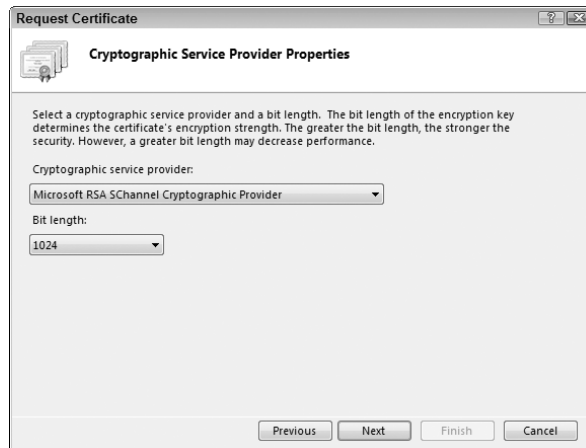 Request Certificate
Cryptographic Service Provider Properties
Select a cryptographic service provider and a bit length. The bit length of the encryption key
determines the certificate's encryption strength. The greater the bit length, the stronger the
security. However, a greater bit length may decrease performance.
Cryptographic service provider:
Microsoft RSA SChannel Cryptographic Provider
Bit length:
1024
Previous Next Finish Cancel